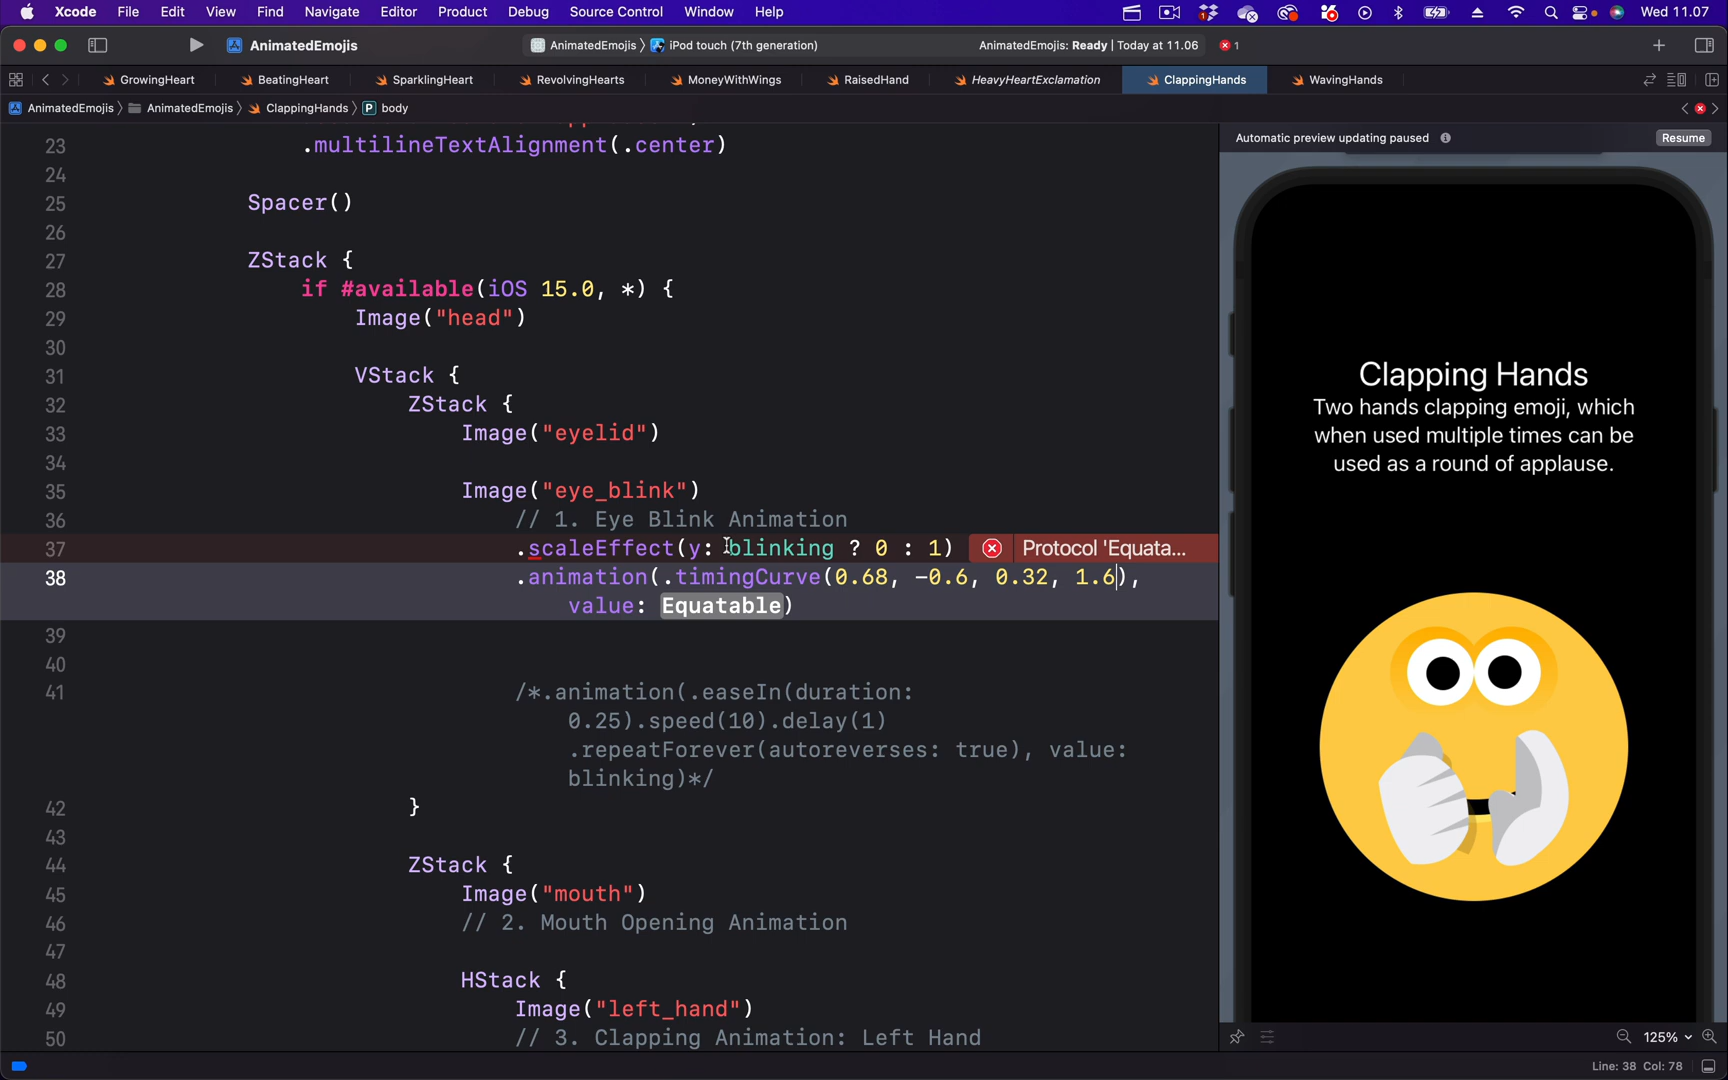 Xcode File Edit View Find Navigate Editor Product Debug Source Control Window Help Wed 11.07
AnimatedEmojis AnimatedEmojis iPod touch (7th generation) AnimatedEmojis: Ready | Today at 11.06 1
GrowingHeart BeatingHeart SparklingHeart RevolvingHearts MoneyWithWings RaisedHand HeavyHeartExclamation ClappingHands WavingHands
AnimatedEmojis AnimatedEmojis ClappingHands P body
Automatic preview updating paused Resume
23 .multilineTextAlignment(.center)
24
25 Spacer()
26
27 ZStack {
28 if #available(iOS 15.0, *) {
29 Image("head")
30
31 VStack {
32 ZStack {
33 Image("eyelid")
34
35 Image("eye_blink")
36 // 1. Eye Blink Animation
37 .scaleEffect(y: blinking ? 0 : 1) Protocol 'Equata...
38 .animation(.timingCurve(0.68, -0.6, 0.32, 1.6),
value: Equatable)
39
40
41 /*.animation(.easeIn(duration:
0.25).speed(10).delay(1)
.repeatForever(autoreverses: true), value:
blinking)*/
42 }
43
44 ZStack {
45 Image("mouth")
46 // 2. Mouth Opening Animation
47
48 HStack {
49 Image("left_hand")
50 // 3. Clapping Animation: Left Hand
Clapping Hands
Two hands clapping emoji, which
when used multiple times can be
used as a round of applause.
125%
Line: 38 Col: 78